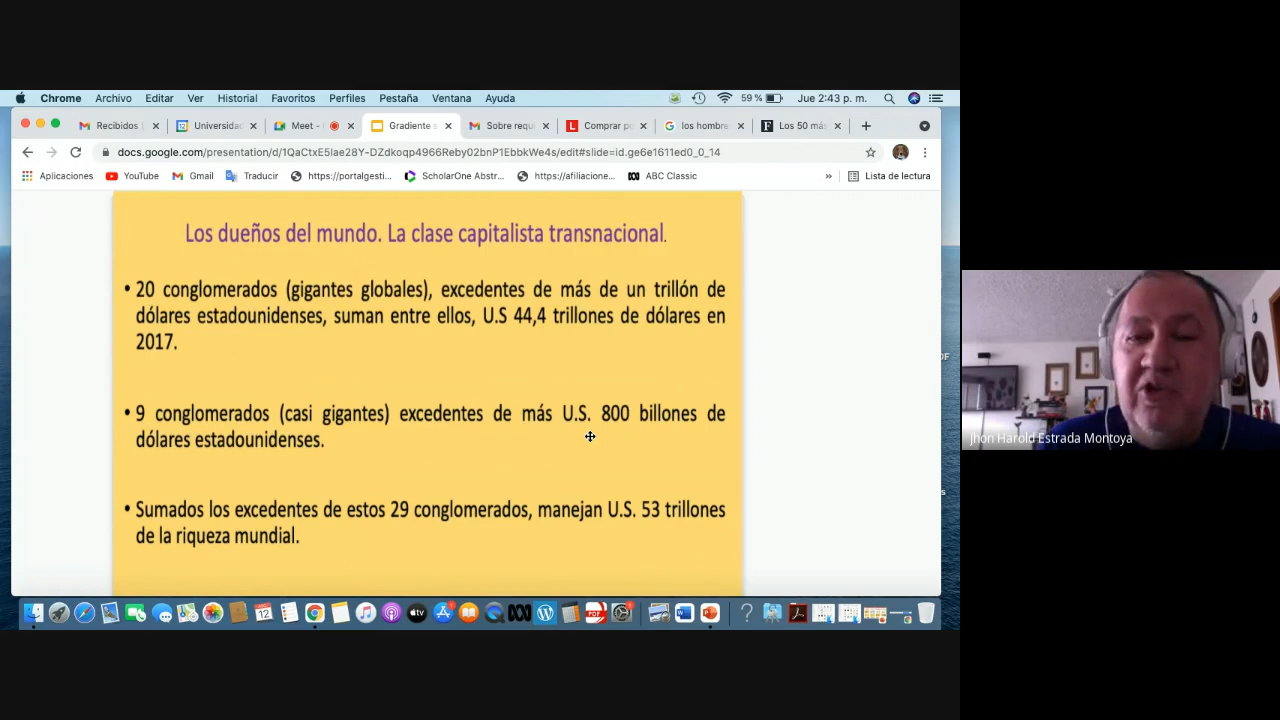 Chrome Archivo Editar Ver Historial Favoritos Perfiles Pestaña Ventana Ayuda 59 % Jue 2:43 p. m.
Recibidos Universidad Meet - Gradiente s Sobre requi Comprar po los hombre Los 50 más
docs.google.com/presentation/d/1QaCtxE5lae28Y-DZdkoqp4966Reby02bnP1EbbkWe4s/edit#slide=id.ge6e1611ed0_0_14
Aplicaciones YouTube Gmail Traducir https://portalgesti... ScholarOne Abstr... https://afiliacione... ABC Classic » Lista de lectura
Los dueños del mundo. La clase capitalista transnacional.
• 20 conglomerados (gigantes globales), excedentes de más de un trillón de
dólares estadounidenses, suman entre ellos, U.S 44,4 trillones de dólares en
2017.
• 9 conglomerados (casi gigantes) excedentes de más U.S. 800 billones de
dólares estadounidenses.
• Sumados los excedentes de estos 29 conglomerados, manejan U.S. 53 trillones
de la riqueza mundial.
Jhon Harold Estrada Montoya